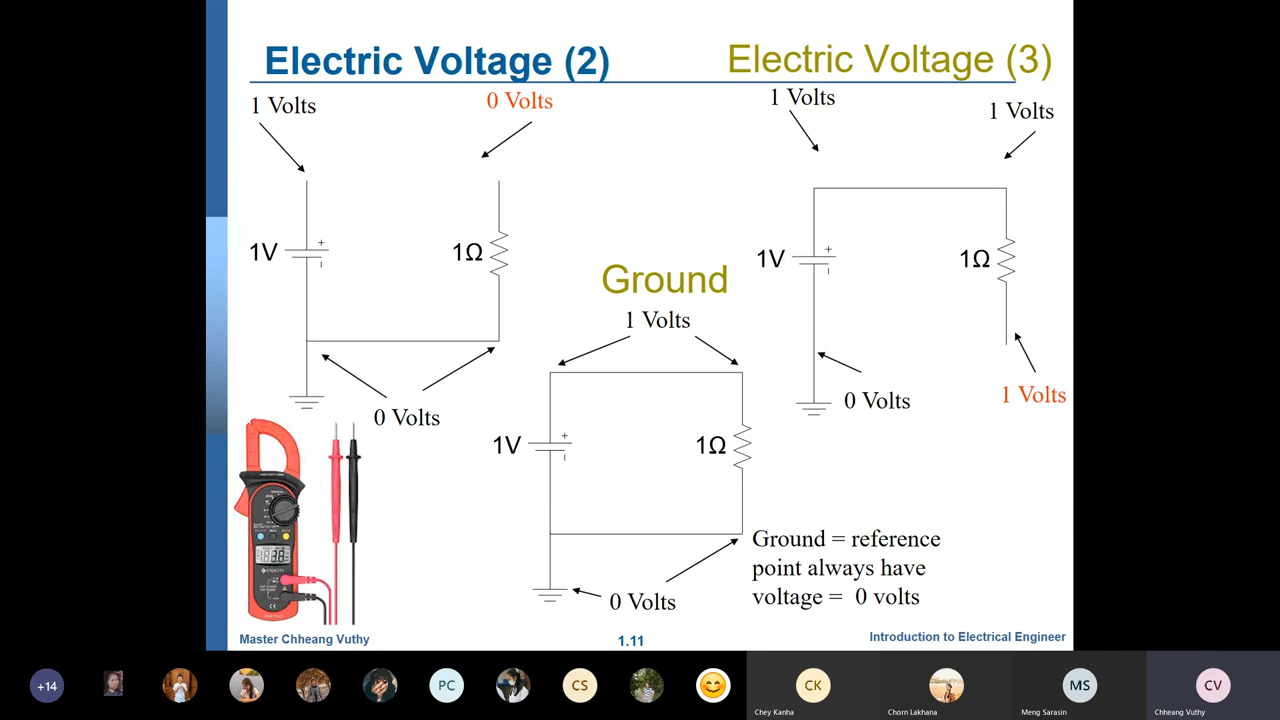 Electric Voltage (2)
Electric Voltage (3)
1 Volts
0 Volts
1 Volts
1 Volts
1V
+
1Ω
Ground
1V
+
1Ω
1 Volts
0 Volts
0 Volts
1 Volts
1V
+
1Ω
Ground = reference
point always have
voltage = 0 volts
0 Volts
Master Chheang Vuthy
1.11
Introduction to Electrical Engineer
+14
PC
CS
CK
MS
CV
Chey Kanha
Chorn Lakhana
Meng Sarasin
Chheang Vuthy